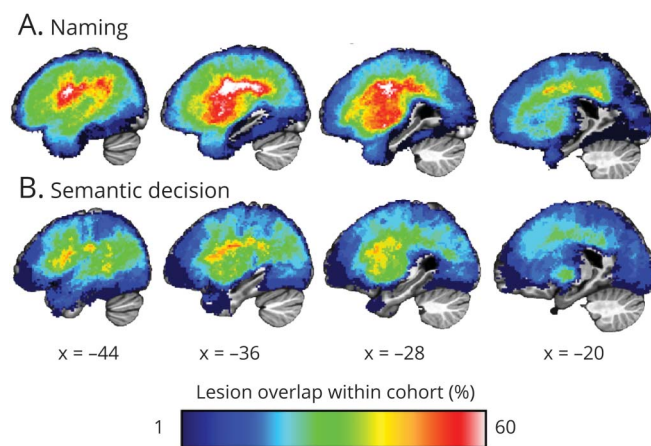 A. Naming
B. Semantic decision
x = –44 x = –36 x = –28 x = –20
Lesion overlap within cohort (%)
1 60